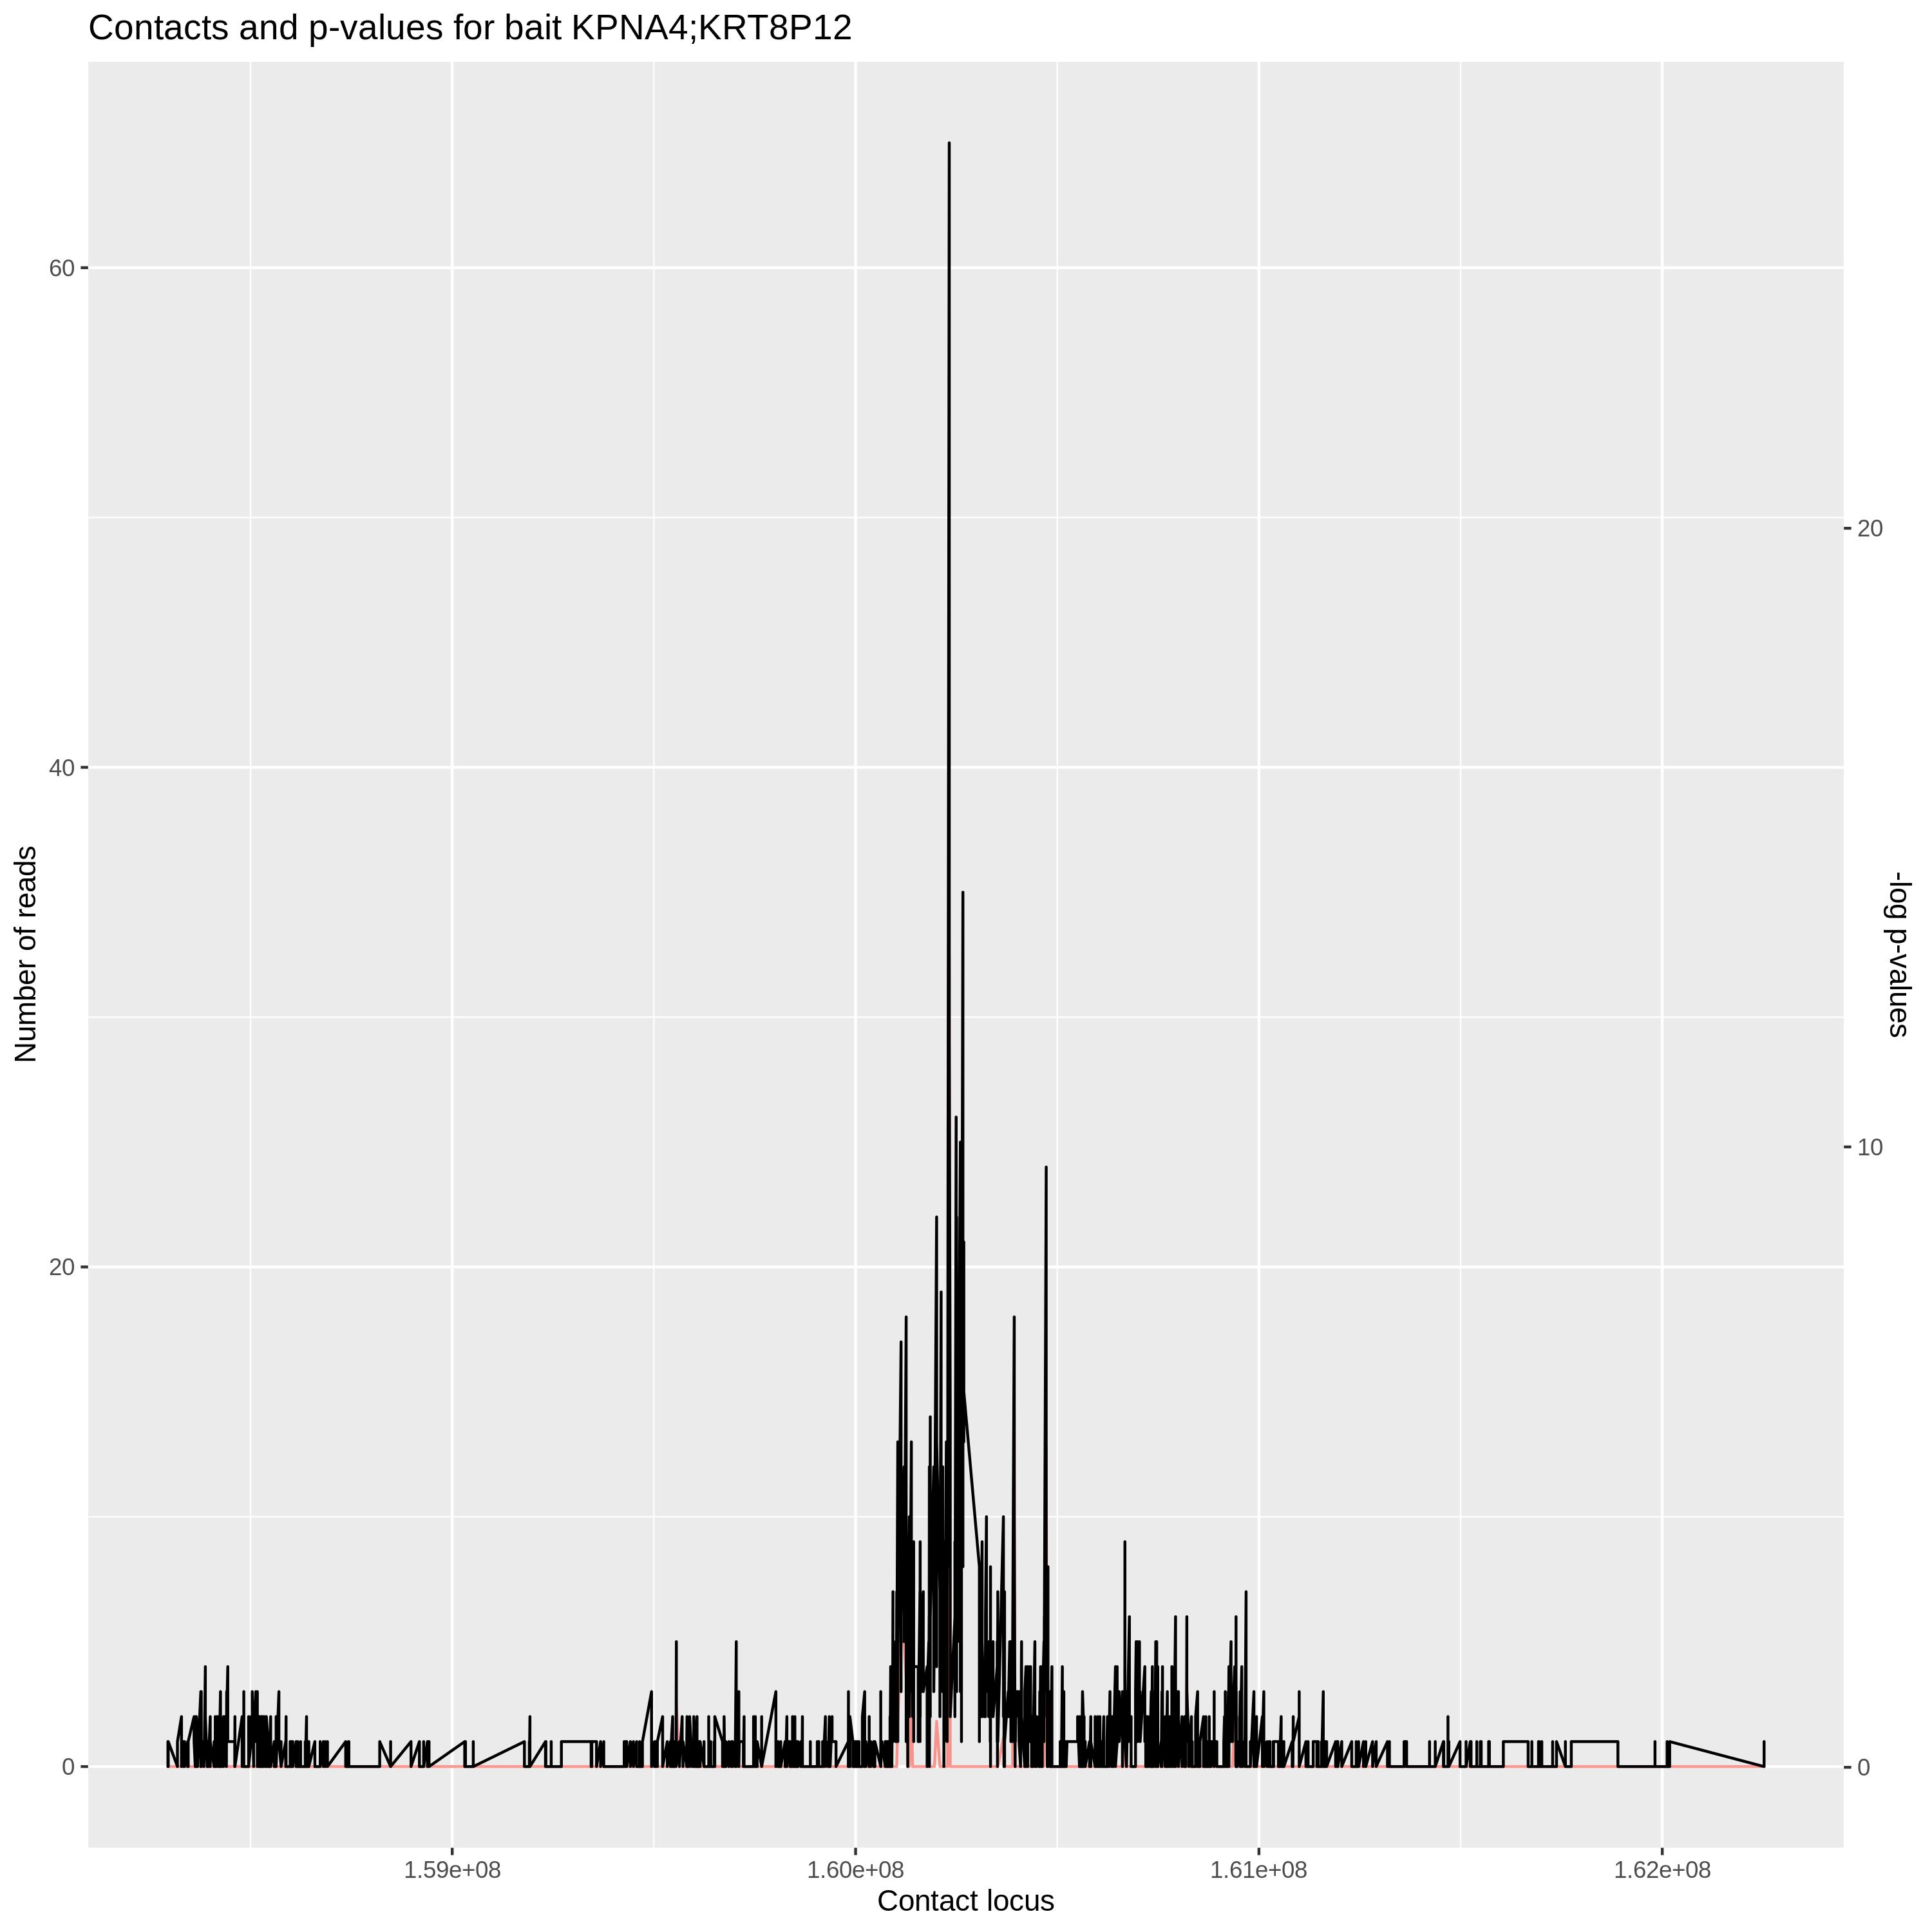 Contacts and p-values for bait KPNA4;KRT8P12
60
40
20
0
Number of reads
20
10
0
-log p-values
1.59e+08 1.60e+08 1.61e+08 1.62e+08
Contact locus